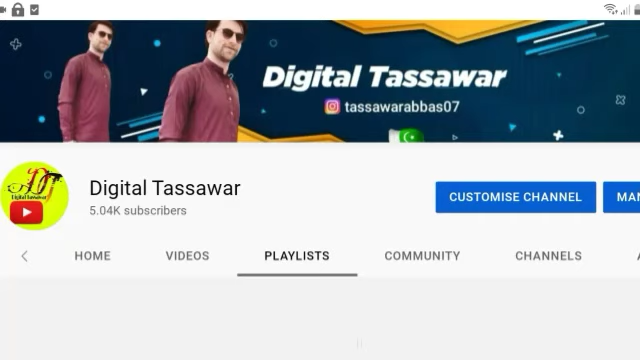 Digital Tassawar
tassawarabbas07
Digital Tassawar
5.04K subscribers
CUSTOMISE CHANNEL
HOME
VIDEOS
PLAYLISTS
COMMUNITY
CHANNELS
Digital Tassawar